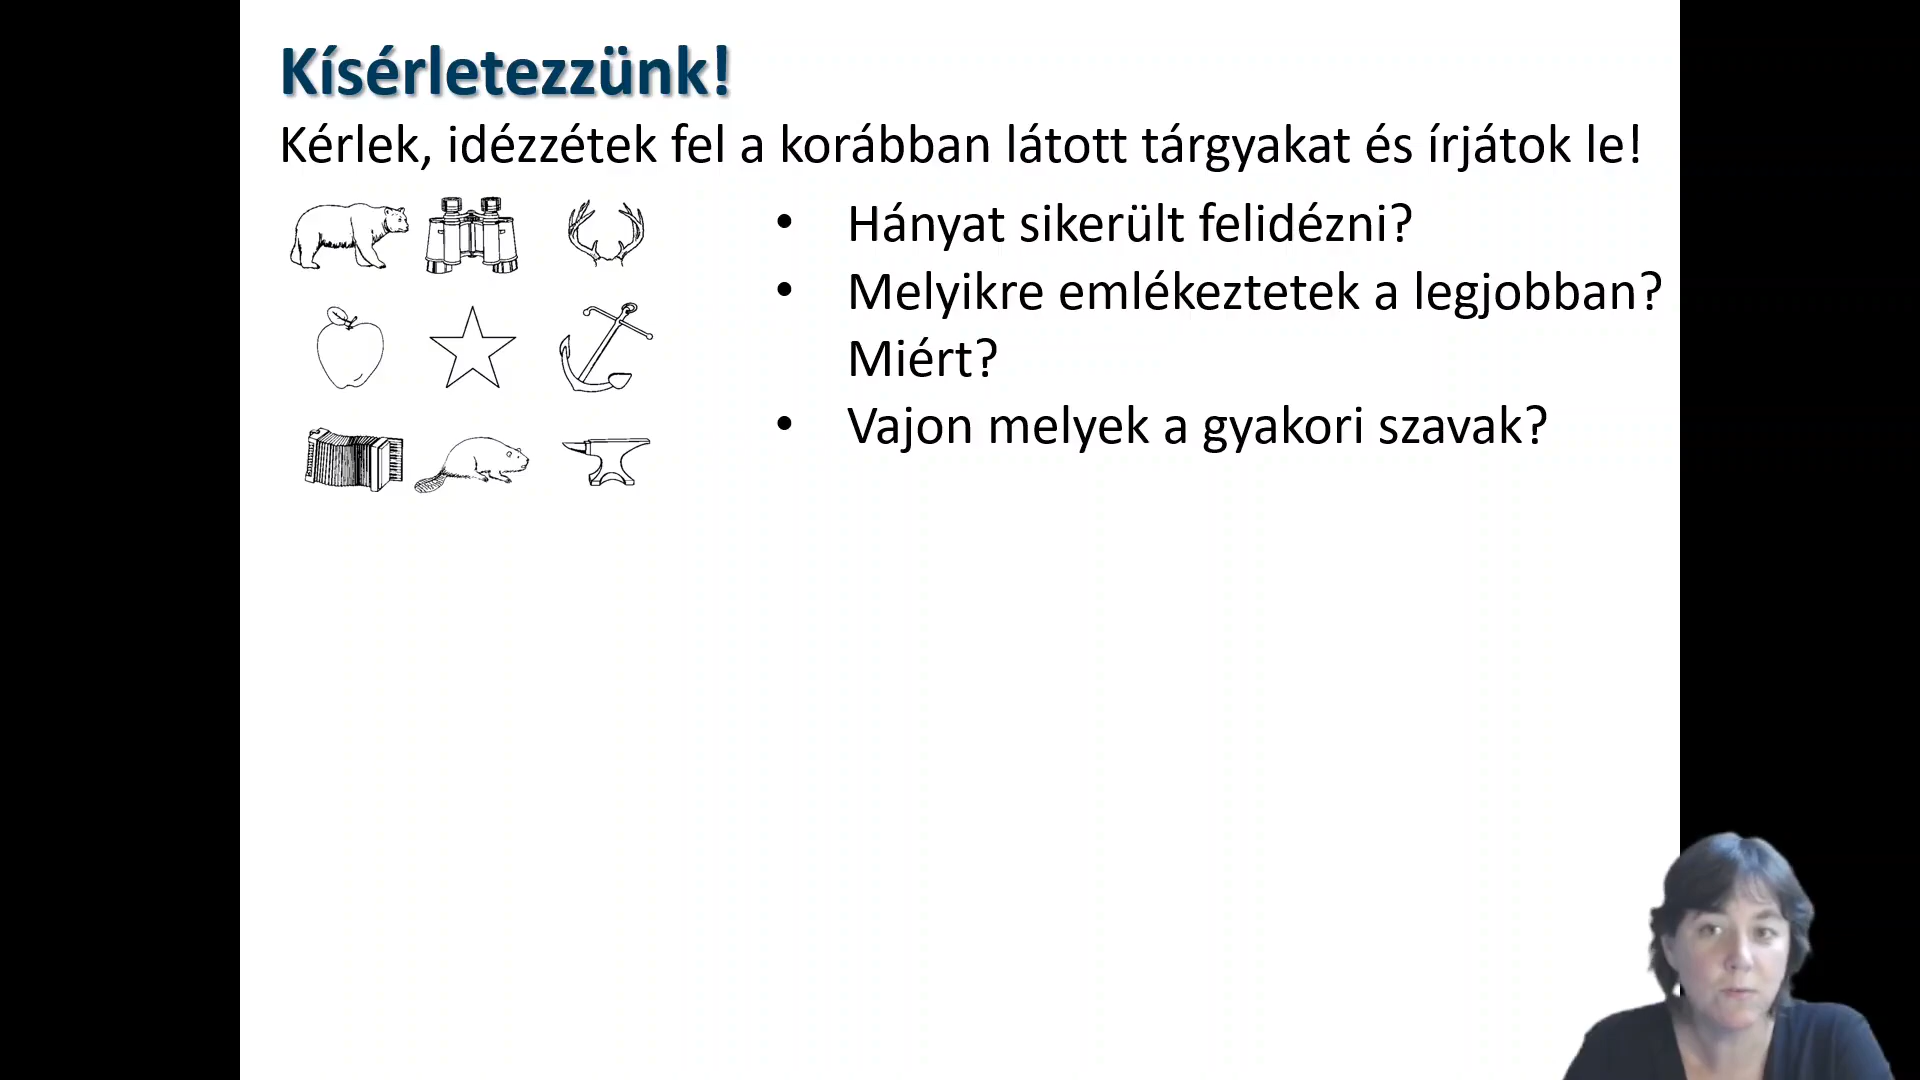 Kísérletezzünk!
Kérlek, idézzétek fel a korábban látott tárgyakat és írjátok le!
• Hányat sikerült felidézni?
• Melyikre emlékeztetek a legjobban?
Miért?
• Vajon melyek a gyakori szavak?